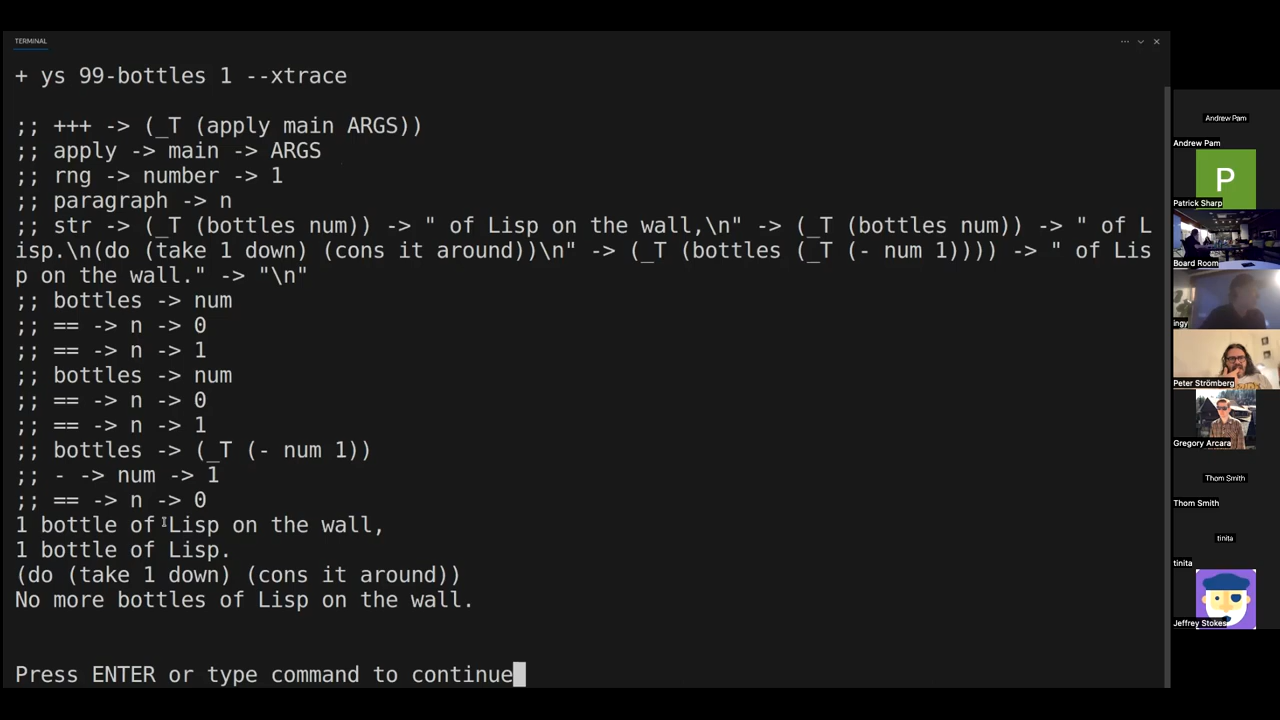 TERMINAL
+ ys 99-bottles 1 --xtrace
;; +++ -> (_T (apply main ARGS))
;; apply -> main -> ARGS
;; rng -> number -> 1
;; paragraph -> n
;; str -> (_T (bottles num)) -> " of Lisp on the wall,\n" -> (_T (bottles num)) -> " of L
isp.\n(do (take 1 down) (cons it around))\n" -> (_T (bottles (_T (- num 1)))) -> " of Lis
p on the wall." -> "\n"
;; bottles -> num
;; == -> n -> 0
;; == -> n -> 1
;; bottles -> num
;; == -> n -> 0
;; == -> n -> 1
;; bottles -> (_T (- num 1))
;; - -> num -> 1
;; == -> n -> 0
1 bottle of Lisp on the wall,
1 bottle of Lisp.
(do (take 1 down) (cons it around))
No more bottles of Lisp on the wall.
Press ENTER or type command to continue
Andrew Pam
Andrew Pam
P
Patrick Sharp
Board Room
ingy
Peter Strömberg
Gregory Arcara
Thom Smith
Thom Smith
tinita
tinita
Jeffrey Stokes